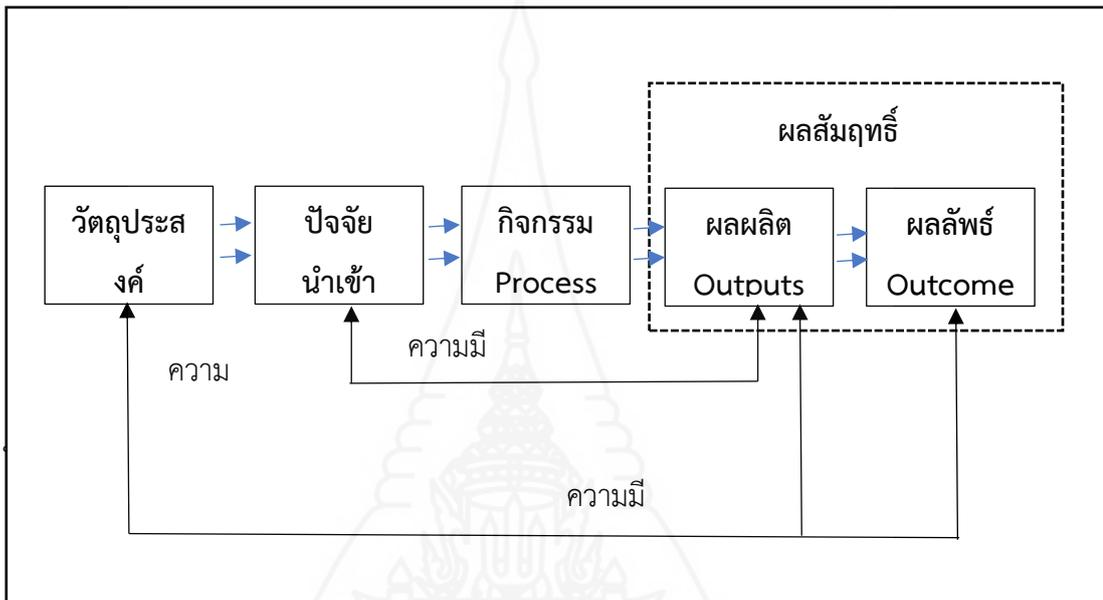 ผลสัมฤทธิ์
วัตถุประส
งค์
ปัจจัย
นำเข้า
กิจกรรม
Process
ผลผลิต
Outputs
ผลลัพธ์
Outcome
ความ
ความมี
ความมี